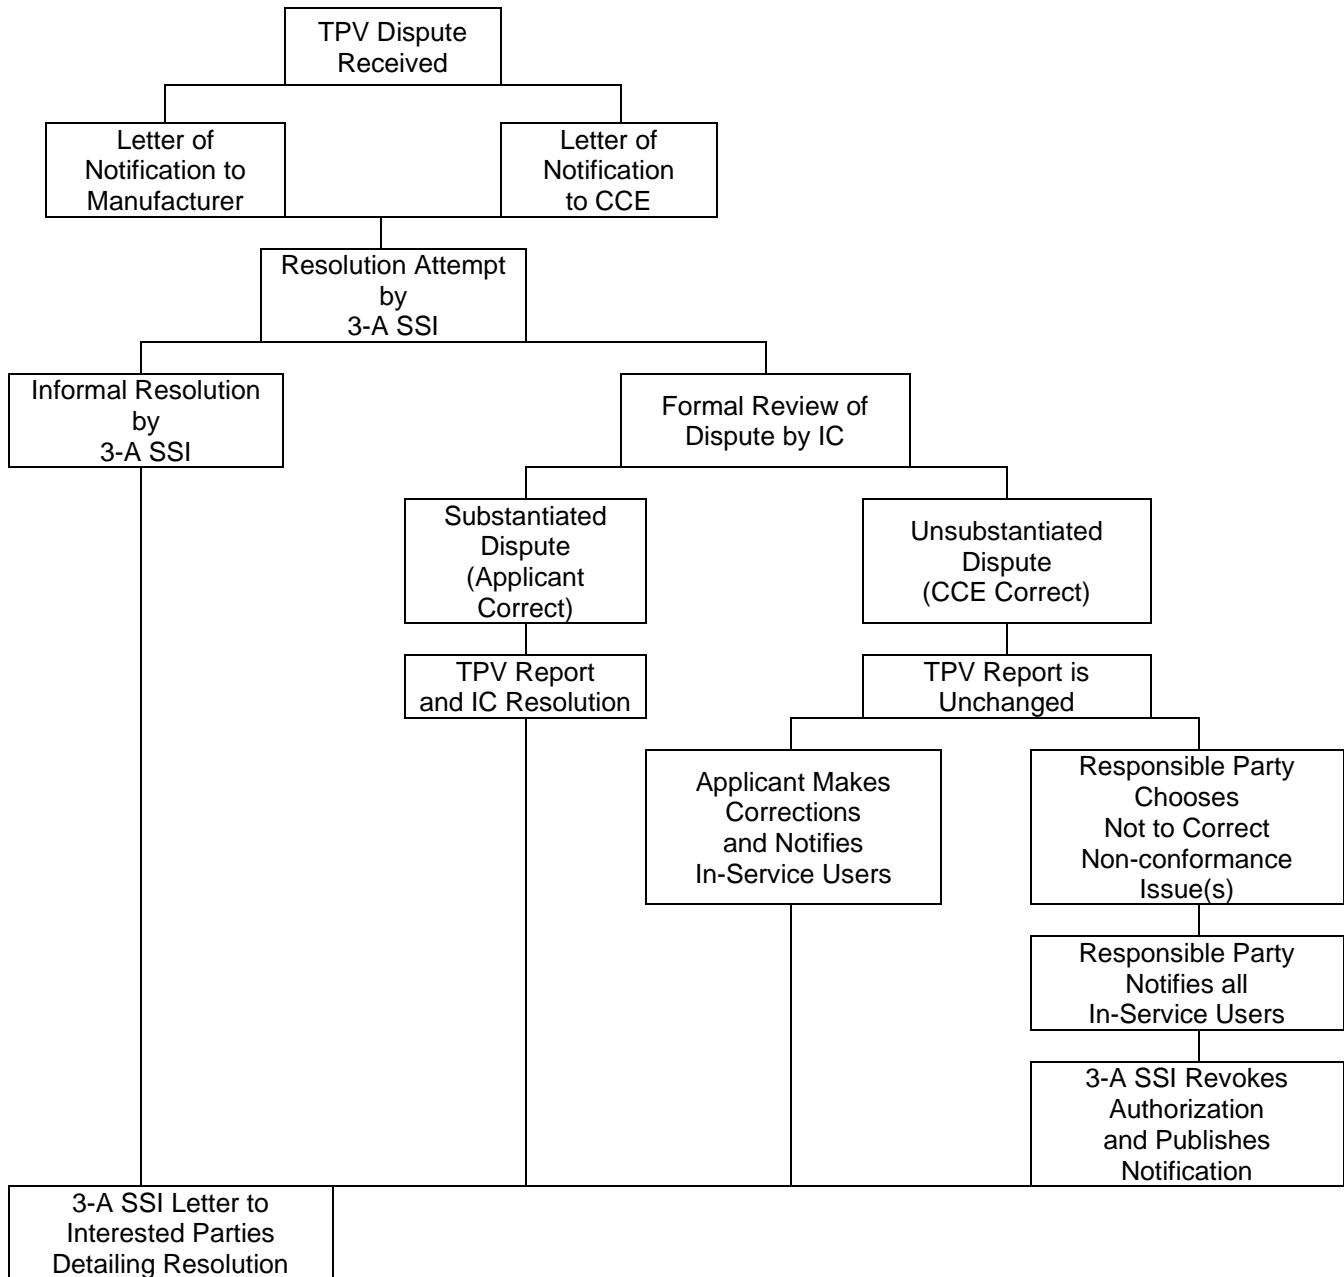 TPV Dispute
Received
Letter of
Notification to
Manufacturer
Letter of
Notification
to CCE
Resolution Attempt
by
3-A SSI
Informal Resolution
by
3-A SSI
Formal Review of
Dispute by IC
Substantiated
Dispute
(Applicant
Correct)
Unsubstantiated
Dispute
(CCE Correct)
TPV Report
and IC Resolution
TPV Report is
Unchanged
Applicant Makes
Corrections
and Notifies
In-Service Users
Responsible Party
Chooses
Not to Correct
Non-conformance
Issue(s)
Responsible Party
Notifies all
In-Service Users
3-A SSI Revokes
Authorization
and Publishes
Notification
3-A SSI Letter to
Interested Parties
Detailing Resolution